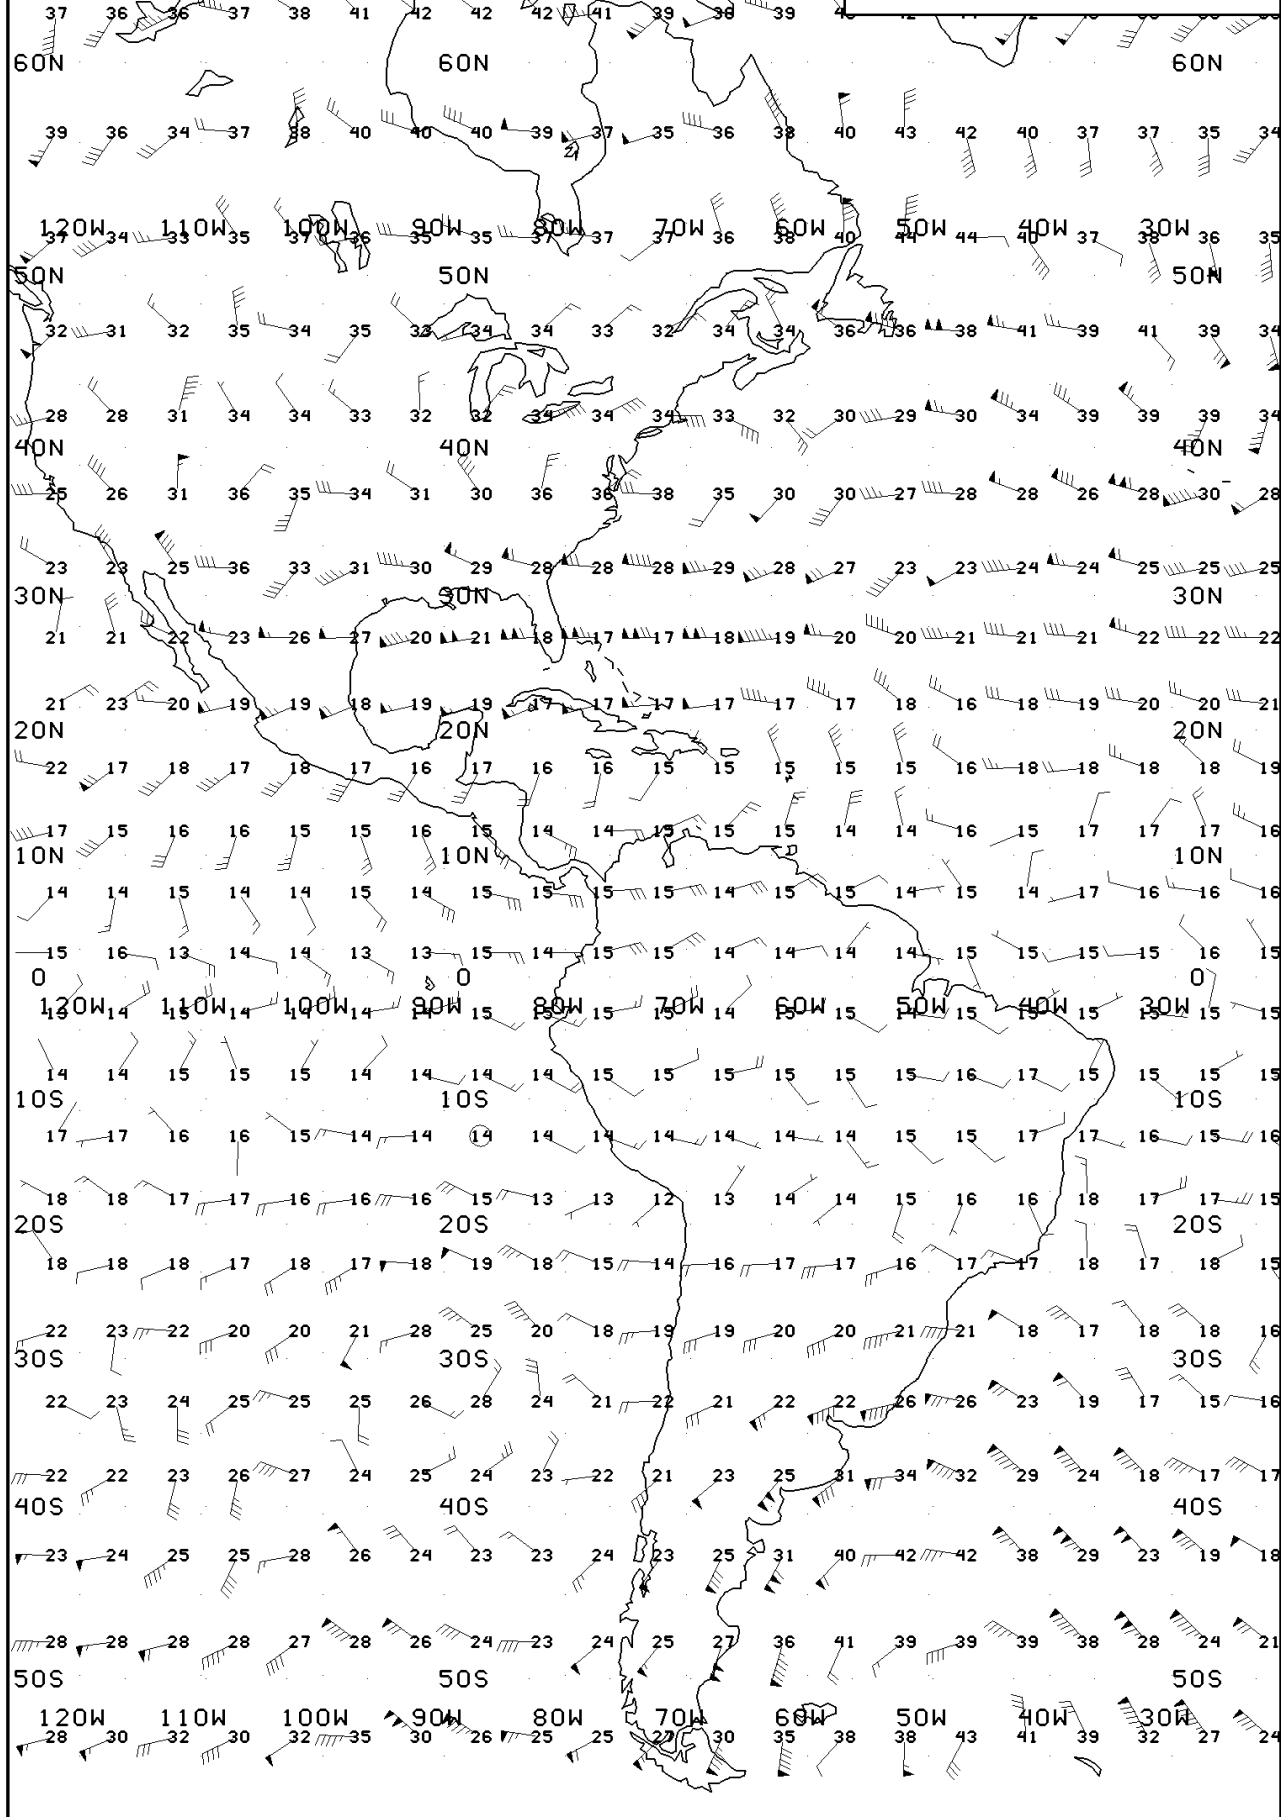 37 36 36 37 38 41 42 42 42 41 39 38 39
60N 60N 60N
39 36 34 37 38 40 40 40 39 37 35 36 38 40 43 42 40 37 37 35 34
120W 110W 100W 90W 80W 70W 60W 50W 40W 30W
37 34 33 35 37 36 35 35 37 37 37 36 38 40 44 44 40 37 38 36 35
50N 50N 50N
32 31 32 35 34 35 33 34 34 33 32 34 34 36 36 38 41 39 41 39 34
28 28 31 34 34 33 32 32 34 34 34 33 32 30 29 30 34 39 39 39 34
40N 40N 40N
25 26 31 36 35 34 31 30 36 36 38 35 30 30 27 28 28 26 28 30 28
23 23 25 36 33 31 30 29 28 28 28 29 28 27 23 23 24 24 25 25 25
30N 30N 30N
21 21 22 23 26 27 20 21 18 17 17 18 19 20 20 21 21 21 22 22 22
21 23 20 19 19 18 19 19 17 17 17 17 17 17 18 16 18 19 20 20 21
20N 20N 20N
22 17 18 17 18 17 16 17 16 16 15 15 15 15 15 16 18 18 18 18 19
17 15 16 16 15 15 16 15 14 14 15 15 15 14 14 16 15 17 17 17 16
10N 10N 10N
14 14 15 14 14 15 14 15 15 15 15 14 15 15 14 15 14 17 16 16 16
15 16 13 14 14 13 13 15 14 15 15 14 14 14 14 15 15 15 15 16 15
0 0 0
120W 110W 100W 90W 80W 70W 60W 50W 40W 30W
15 14 15 14 14 14 14 15 15 15 15 14 15 15 15 15 15 15 15 15 15
14 14 15 15 15 14 14 14 14 15 15 15 15 15 15 16 17 15 15 15 15
10S 10S 10S
17 17 16 16 15 14 14 14 14 14 14 14 14 14 15 15 17 17 16 15 16
18 18 17 17 16 16 16 15 13 13 12 13 14 14 15 16 16 18 17 17 15
20S 20S 20S
18 18 18 17 18 17 18 19 18 15 14 16 17 17 16 17 17 18 17 18 15
22 23 22 20 20 21 28 25 20 18 19 19 20 20 21 21 18 17 18 18 16
30S 30S 30S
22 23 24 25 25 25 26 28 24 21 22 21 22 22 26 26 23 19 17 15 16
22 22 23 26 27 24 25 24 23 22 21 23 25 31 34 32 29 24 18 17 17
40S 40S 40S
23 24 25 25 28 26 24 23 23 24 23 25 31 40 42 42 38 29 23 19 18
28 28 28 28 27 28 26 24 23 24 25 27 36 41 39 39 39 38 28 24 21
50S 50S 50S
120W 110W 100W 90W 80W 70W 60W 50W 40W 30W
28 30 32 30 32 35 30 26 25 25 27 30 35 38 38 43 41 39 32 27 24